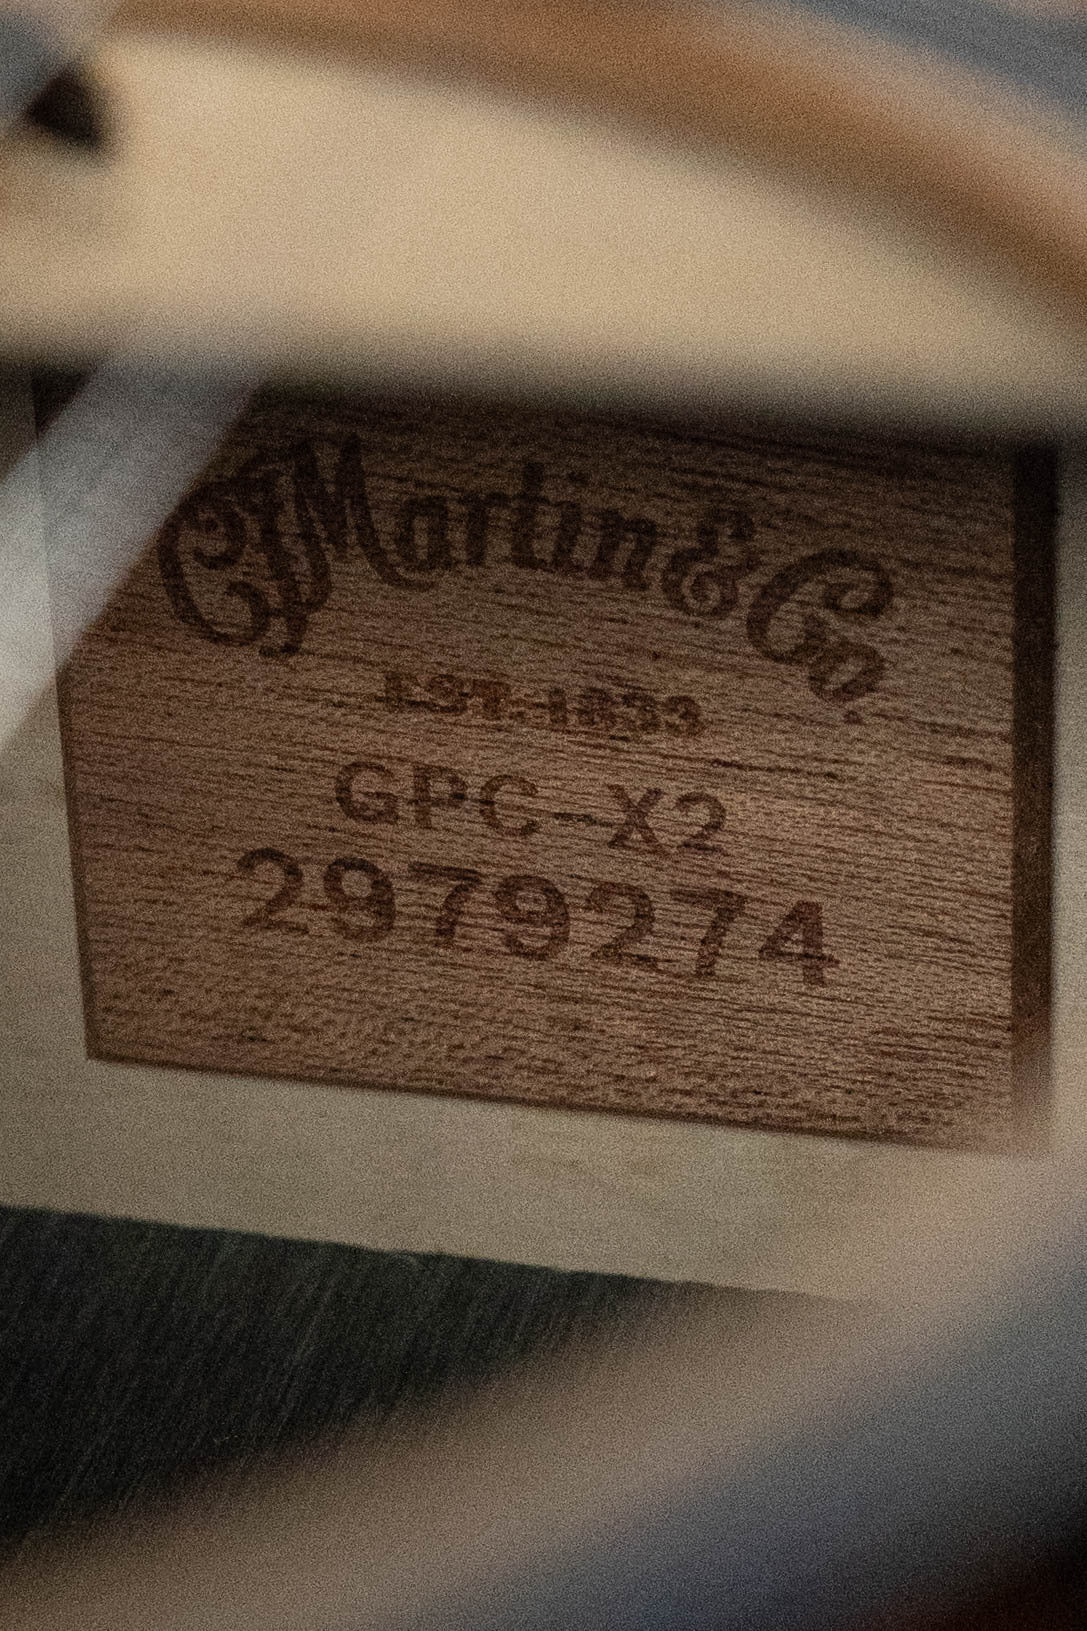 CFMartin & Co.
EST. 1833
GPC-X2
2979274